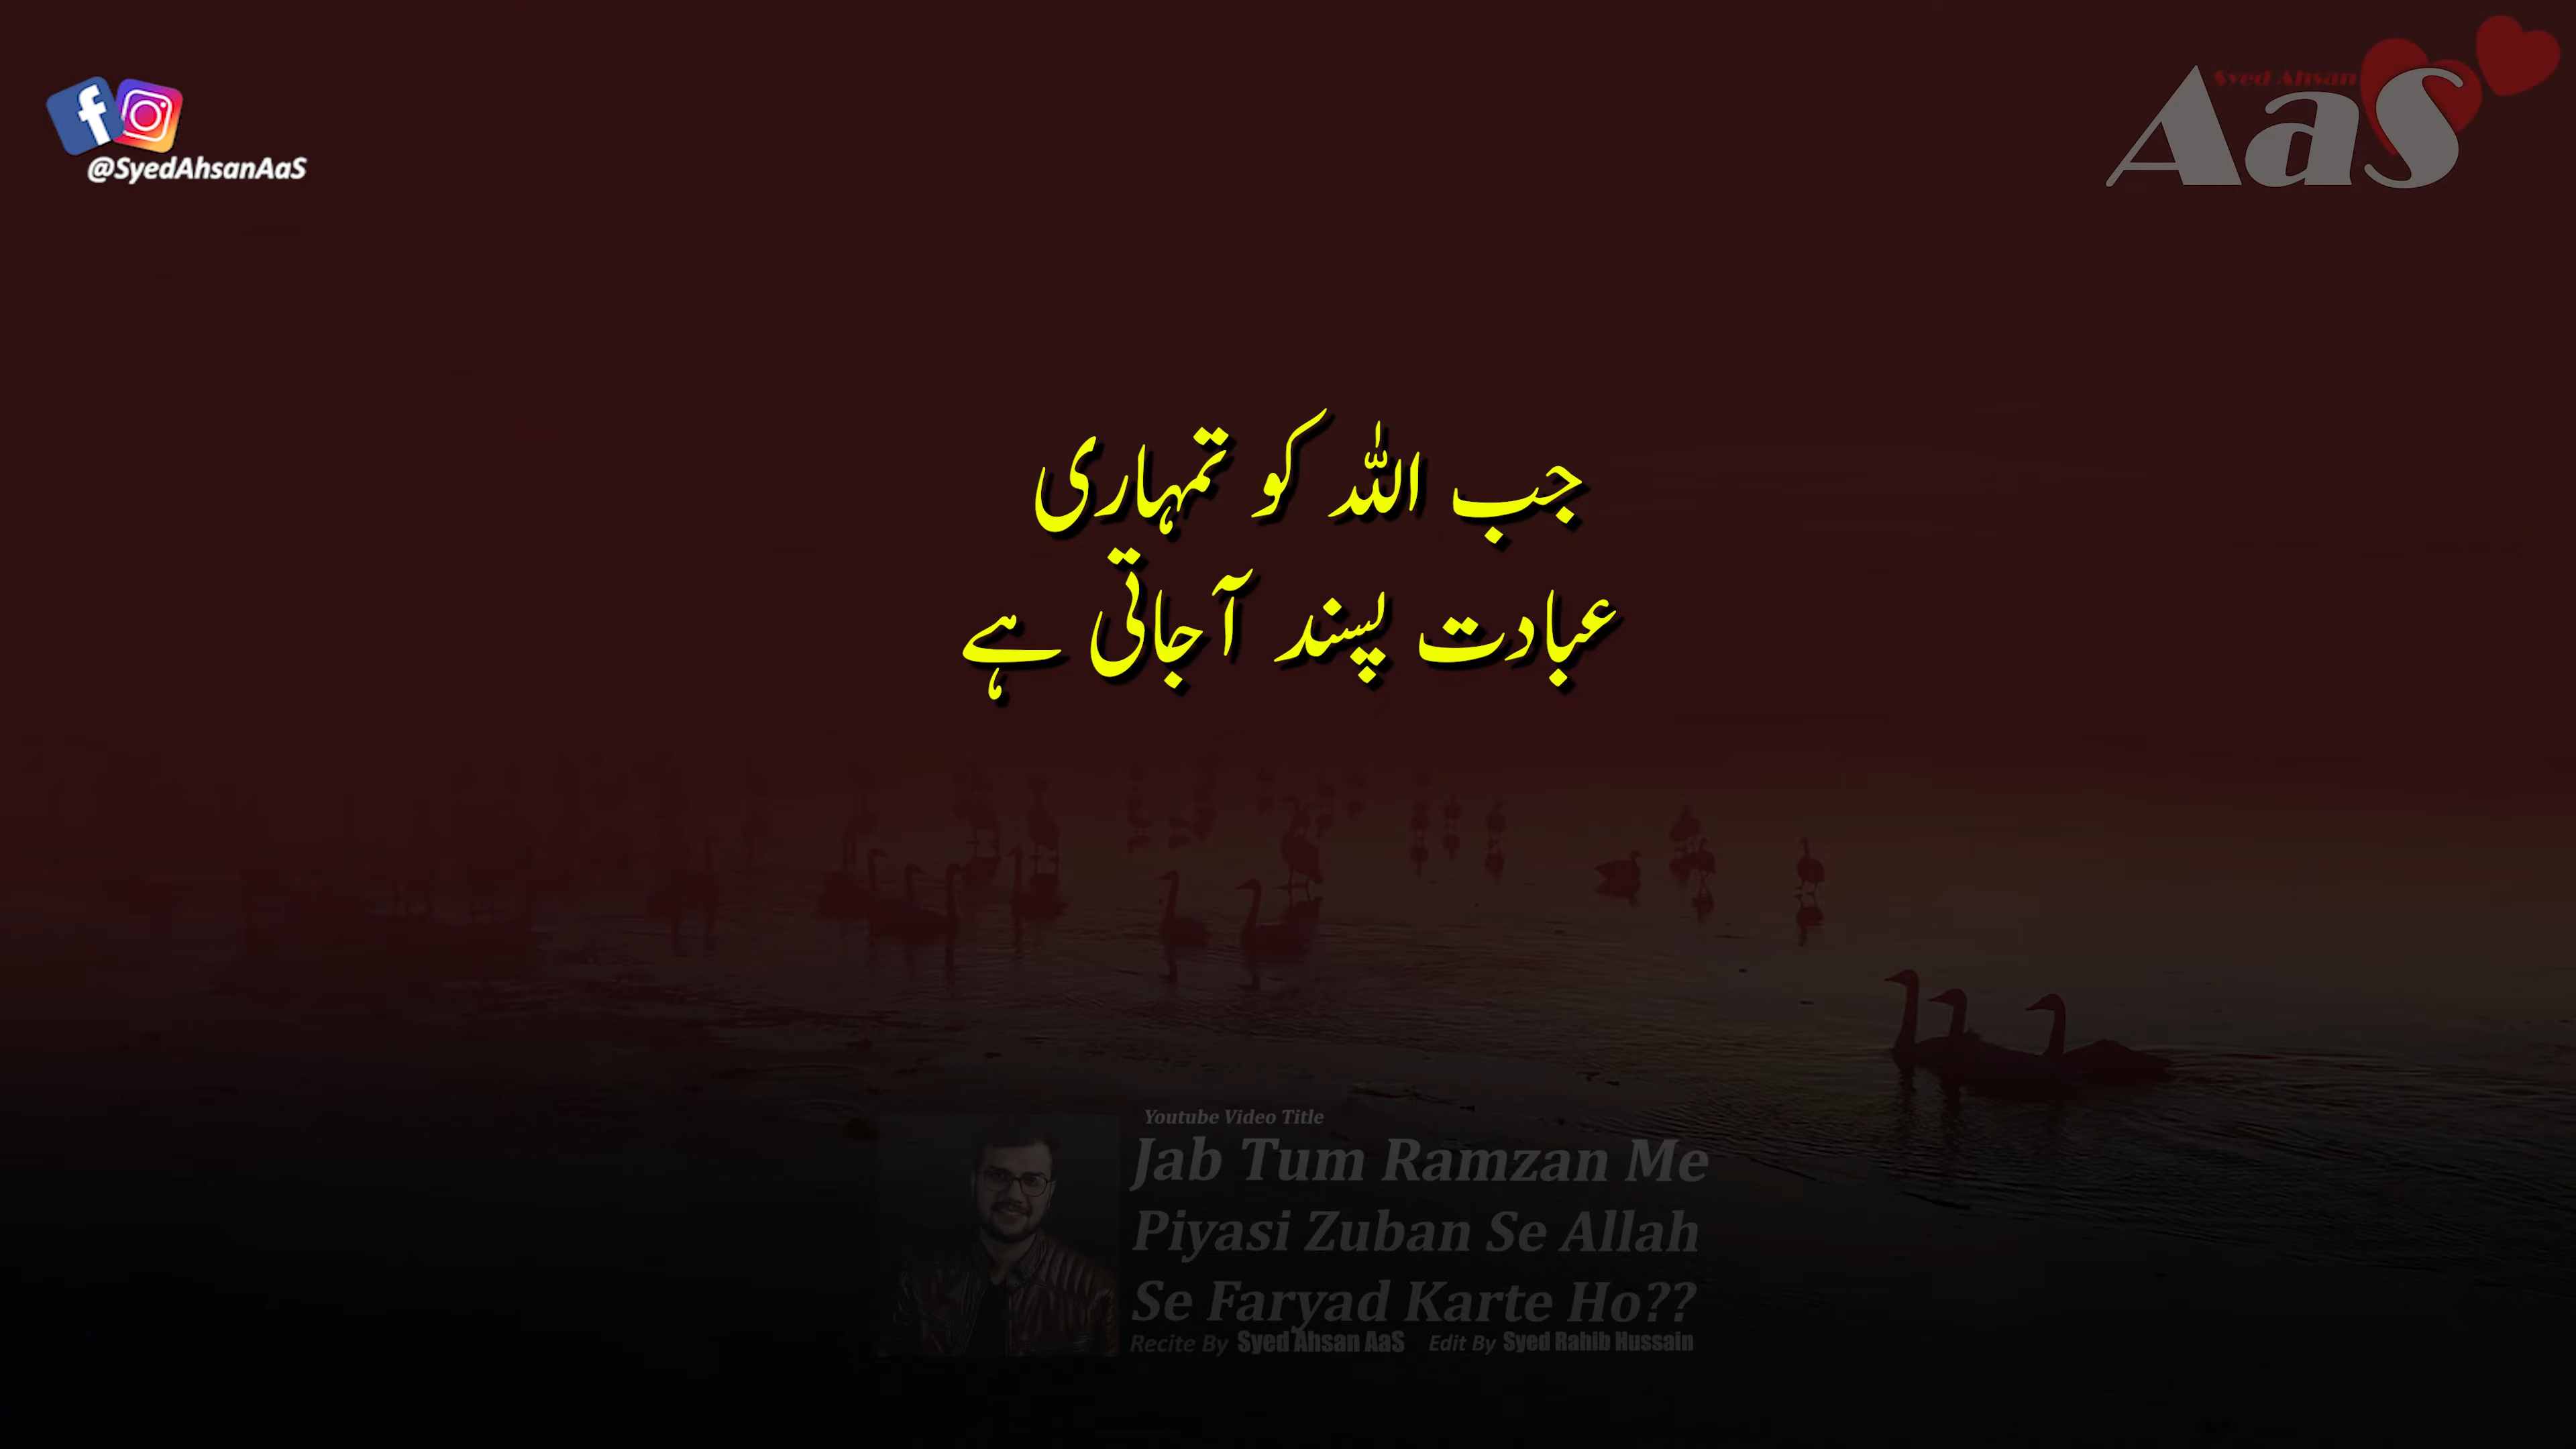 @SyedAhsanAaS
Syed Ahsan
AaS
جب اللہ کو تمہاری
عبادت پسند آجاتی ہے
Youtube Video Title
Jab Tum Ramzan Me
Piyasi Zuban Se Allah
Se Faryad Karte Ho??
Recite By Syed Ahsan AaS Edit By Syed Rahib Hussain